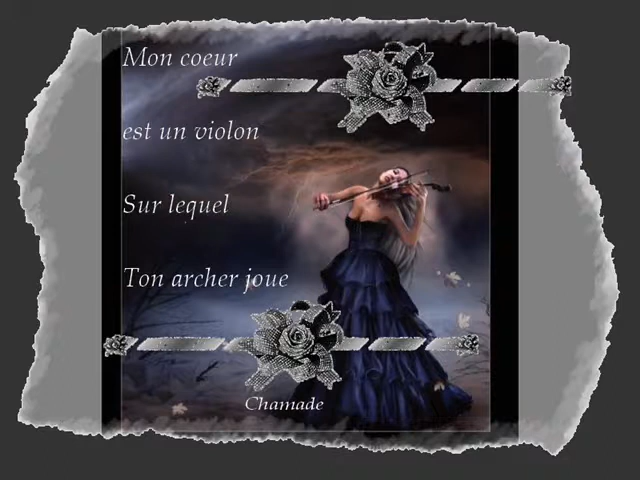 Mon coeur
est un violon
Sur lequel
Ton archer joue
Chamade